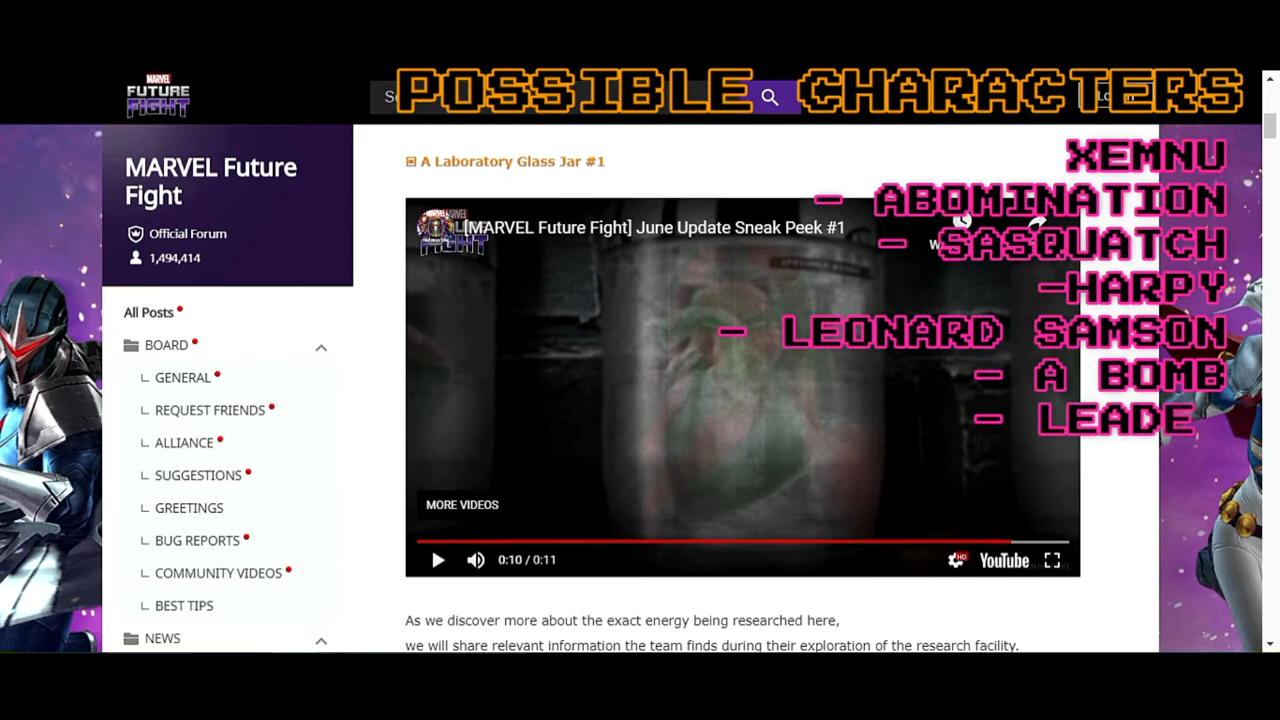 MARVEL
FUTURE
FIGHT
POSSIBLE CHARACTERS
MARVEL Future
Fight
Official Forum
1,494,414
All Posts
BOARD
GENERAL
REQUEST FRIENDS
ALLIANCE
SUGGESTIONS
GREETINGS
BUG REPORTS
COMMUNITY VIDEOS
BEST TIPS
NEWS
A Laboratory Glass Jar #1
[MARVEL Future Fight] June Update Sneak Peek #1
XEMNU
- ABOMINATION
- SASQUATCH
-HARPY
- LEONARD SAMSON
- A BOMB
- LEADE
MORE VIDEOS
0:10 / 0:11
HD
YouTube
As we discover more about the exact energy being researched here,
we will share relevant information the team finds during their exploration of the research facility.